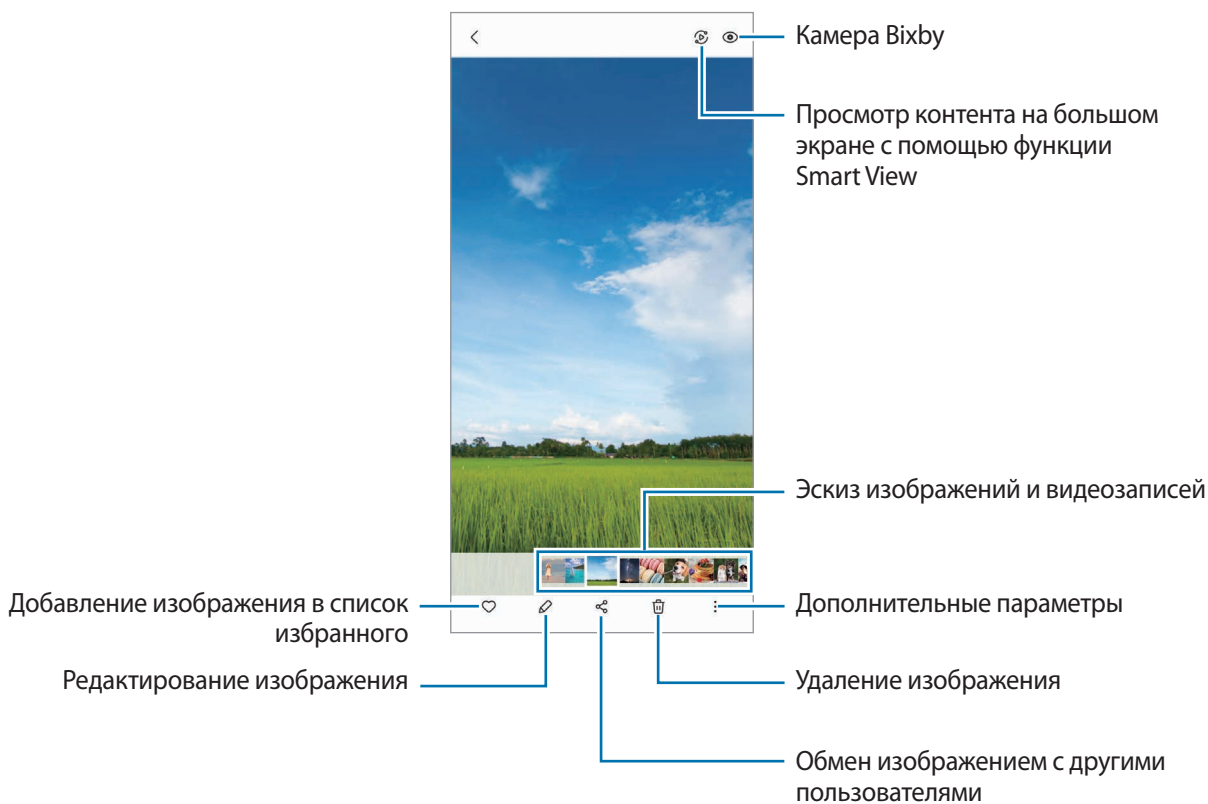 Камера Bixby
Просмотр контента на большом
экране с помощью функции
Smart View
Эскиз изображений и видеозаписей
Добавление изображения в список
избранного
Дополнительные параметры
Редактирование изображения
Удаление изображения
Обмен изображением с другими
пользователями